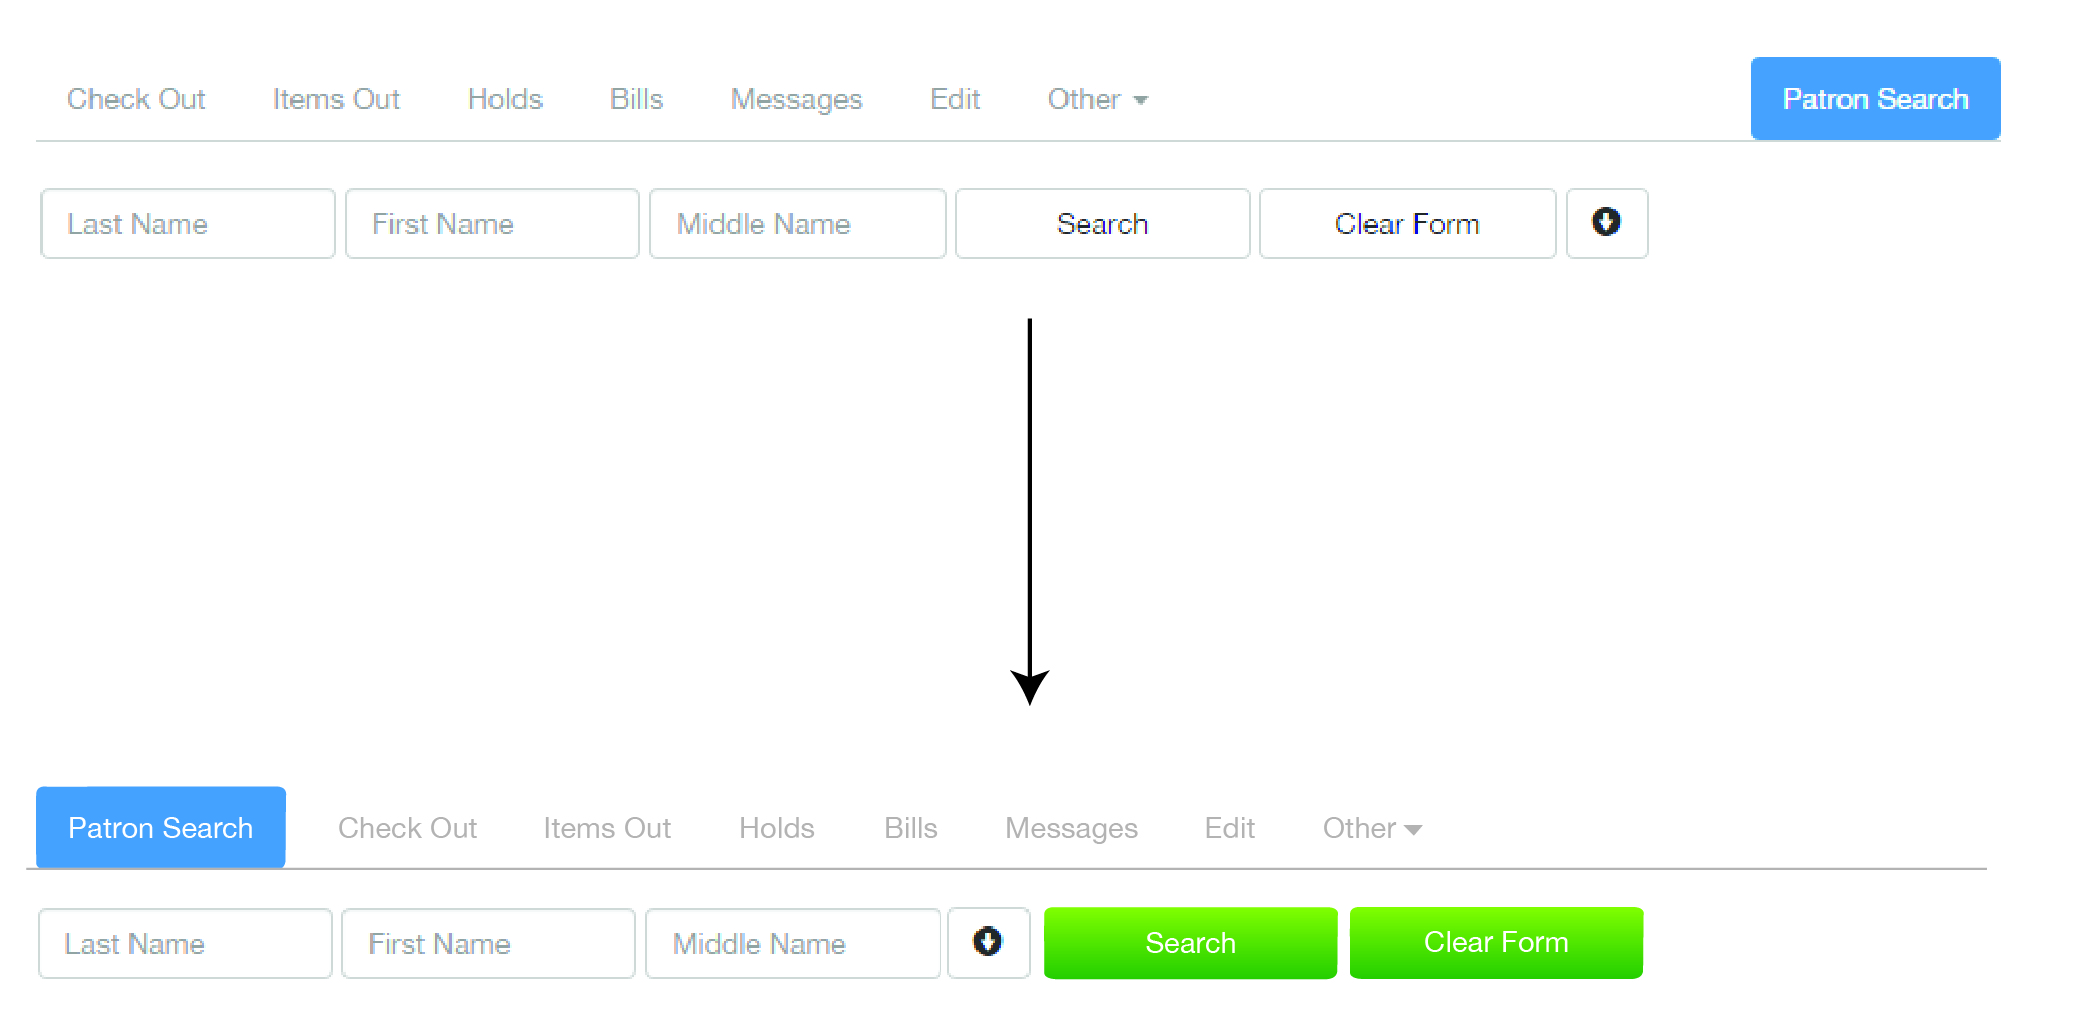 Check Out Items Out Holds Bills Messages Edit Other Patron Search
Last Name First Name Middle Name Search Clear Form
Patron Search Check Out Items Out Holds Bills Messages Edit Other
Last Name First Name Middle Name Search Clear Form